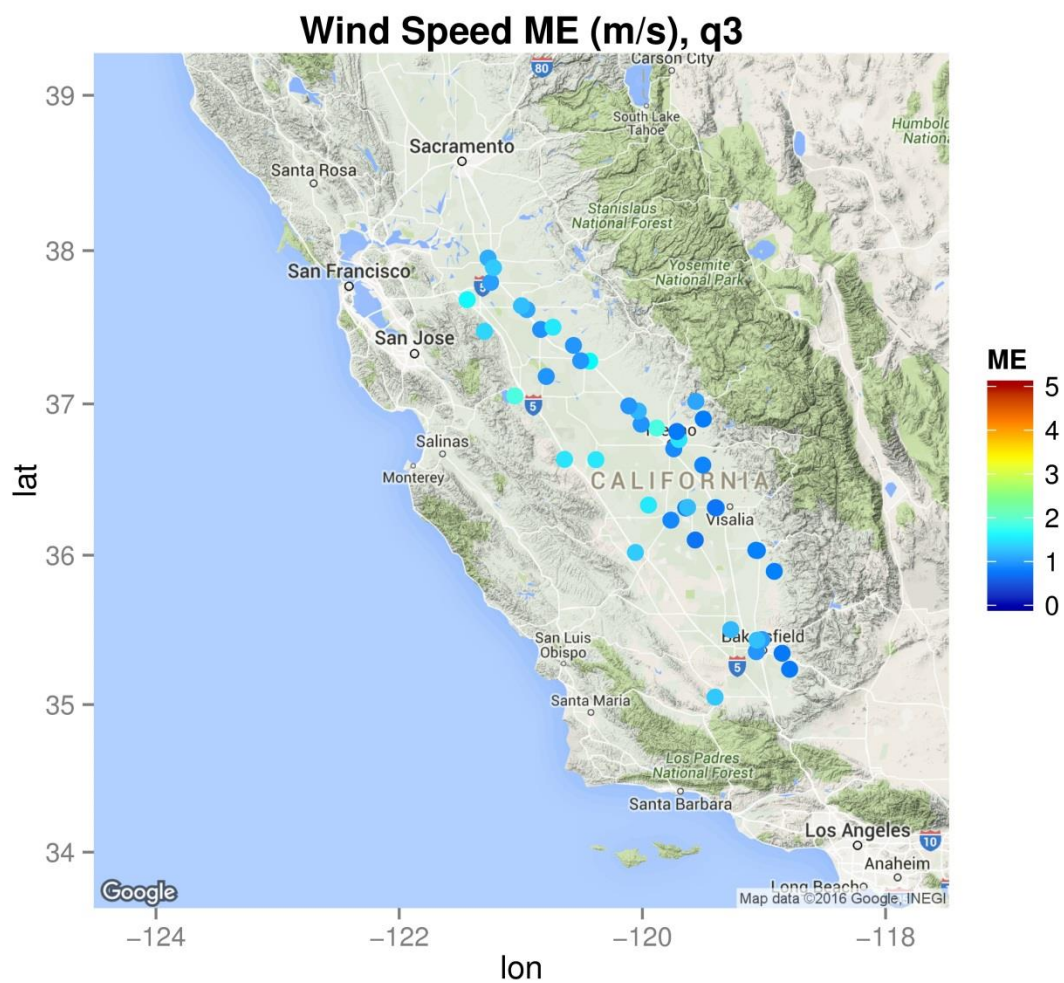 Wind Speed ME (m/s), q3
Carson City
80
39
South Lake
Tahoe
Sacramento
Santa Rosa
Stanislaus
National Forest
38
San Francisco
5
Yosemite
National Park
San Jose
ME
5
4
3
2
1
0
37
5
Salinas
Monterey
CALIFORNIA
Visalia
lat
36
San Luis
Obispo
Bakersfield
5
35
Santa Maria
Los Padres
National Forest
Santa Barbara
Los Angeles
10
34
Anaheim
Long Beach
Google
Map data ©2016 Google, INEGI
−124
−122
−120
−118
lon